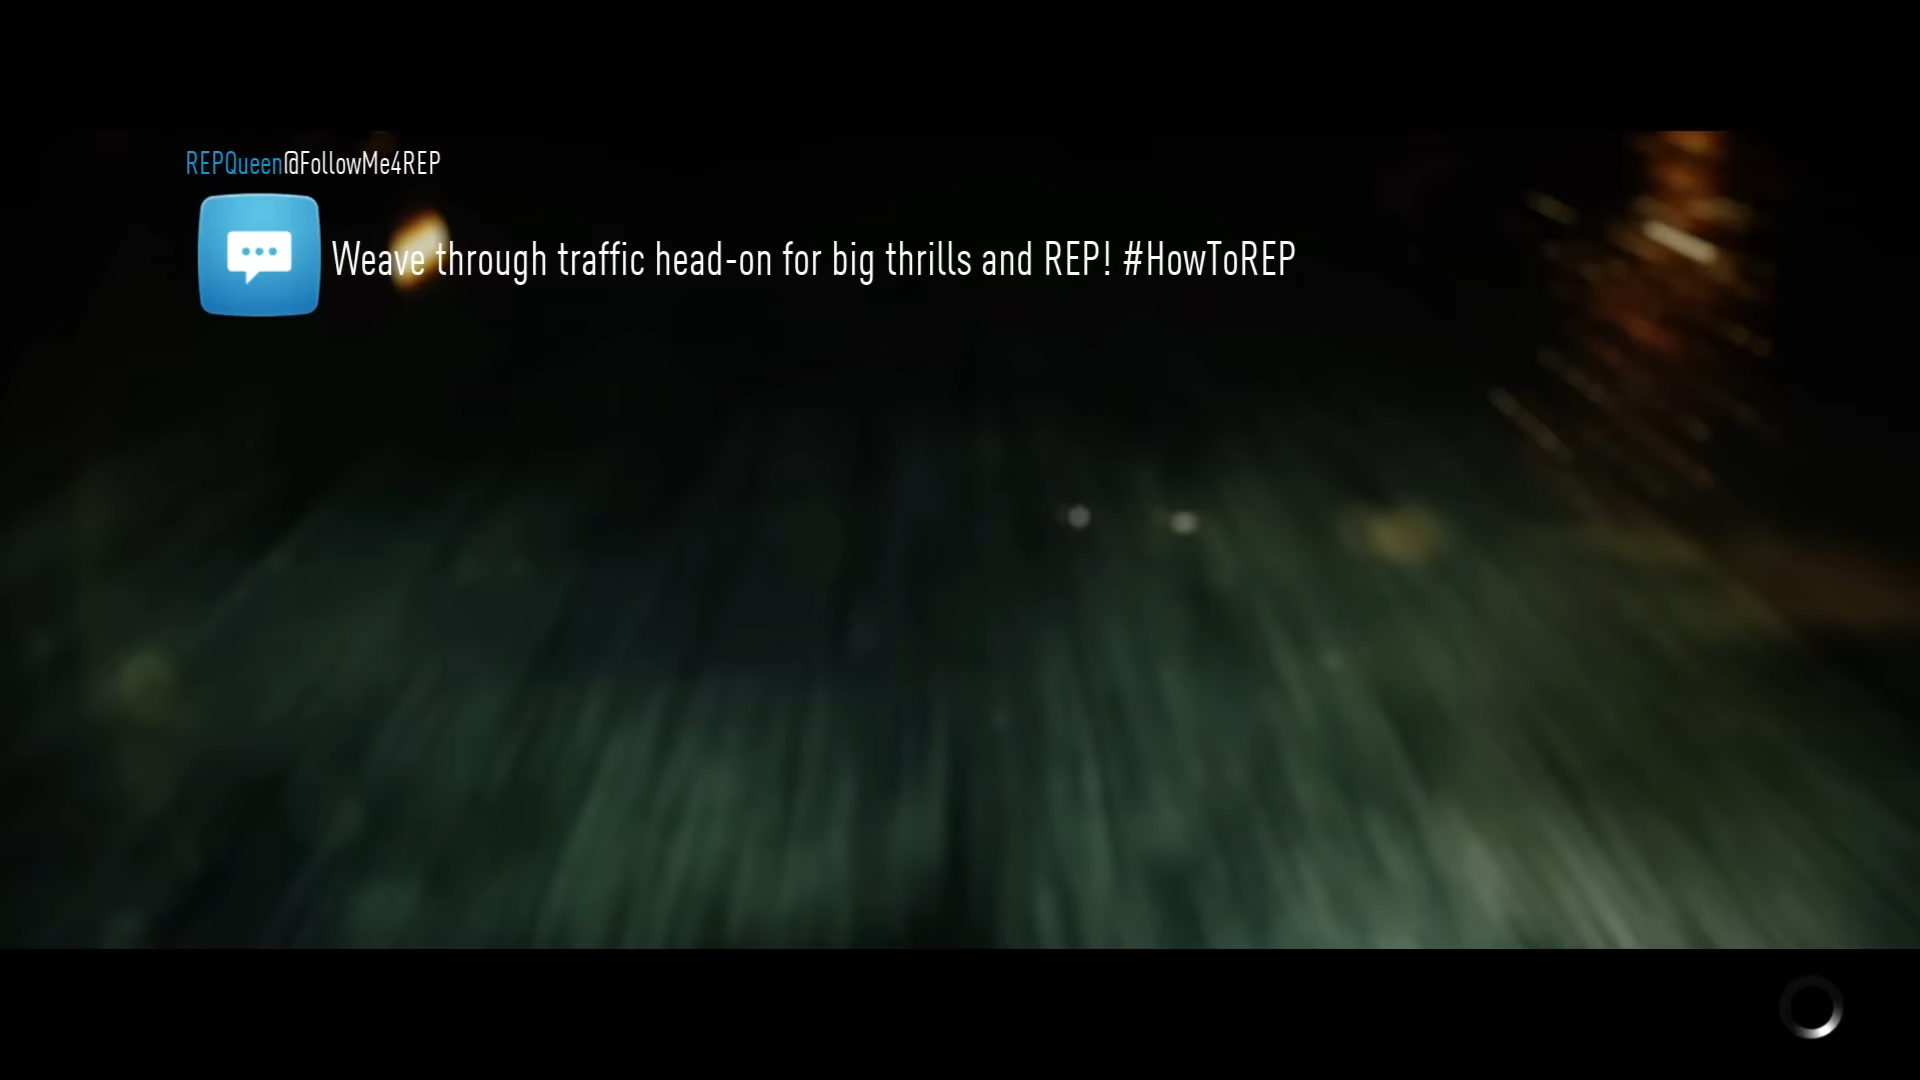 REPQueen@FollowMe4REP
Weave through traffic head-on for big thrills and REP! #HowToREP